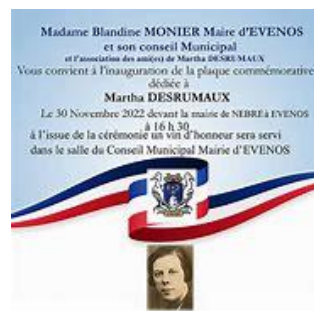 Madame Blandine MONIER Maire d'EVENOS
et son conseil Municipal
et l'association des ami(es) de Martha DESRUMAUX
Vous convient à l'inauguration de la plaque commémorative
dédiée à
Martha DESRUMAUX
Le 30 Novembre 2022 devant la mairie de NEBRE à EVENOS
à 16 h 30
à l'issue de la cérémonie un vin d'honneur sera servi
dans le salle du Conseil Municipal Mairie d'EVENOS